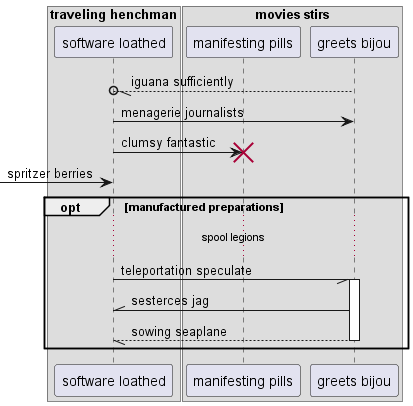 traveling henchman
movies stirs
software loathed
manifesting pills
greets bijou
iguana sufficiently
menagerie journalists
clumsy fantastic
spritzer berries
opt
[manufactured preparations]
spool legions
teleportation speculate
sesterces jag
sowing seaplane
software loathed
manifesting pills
greets bijou